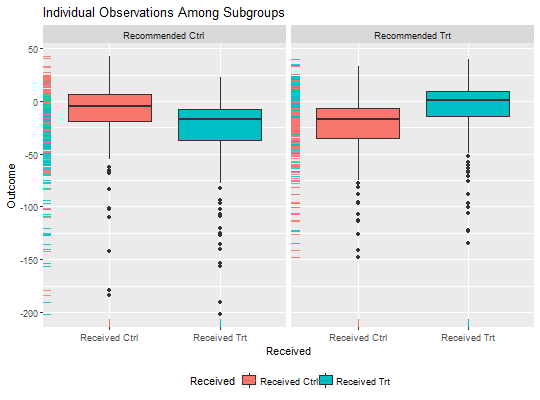 Individual Observations Among Subgroups
Recommended Ctrl
Recommended Trt
50
0
-50
-100
-150
-200
Outcome
Received Ctrl
Received Trt
Received Ctrl
Received Trt
Received
Received
Received Ctrl
Received Trt